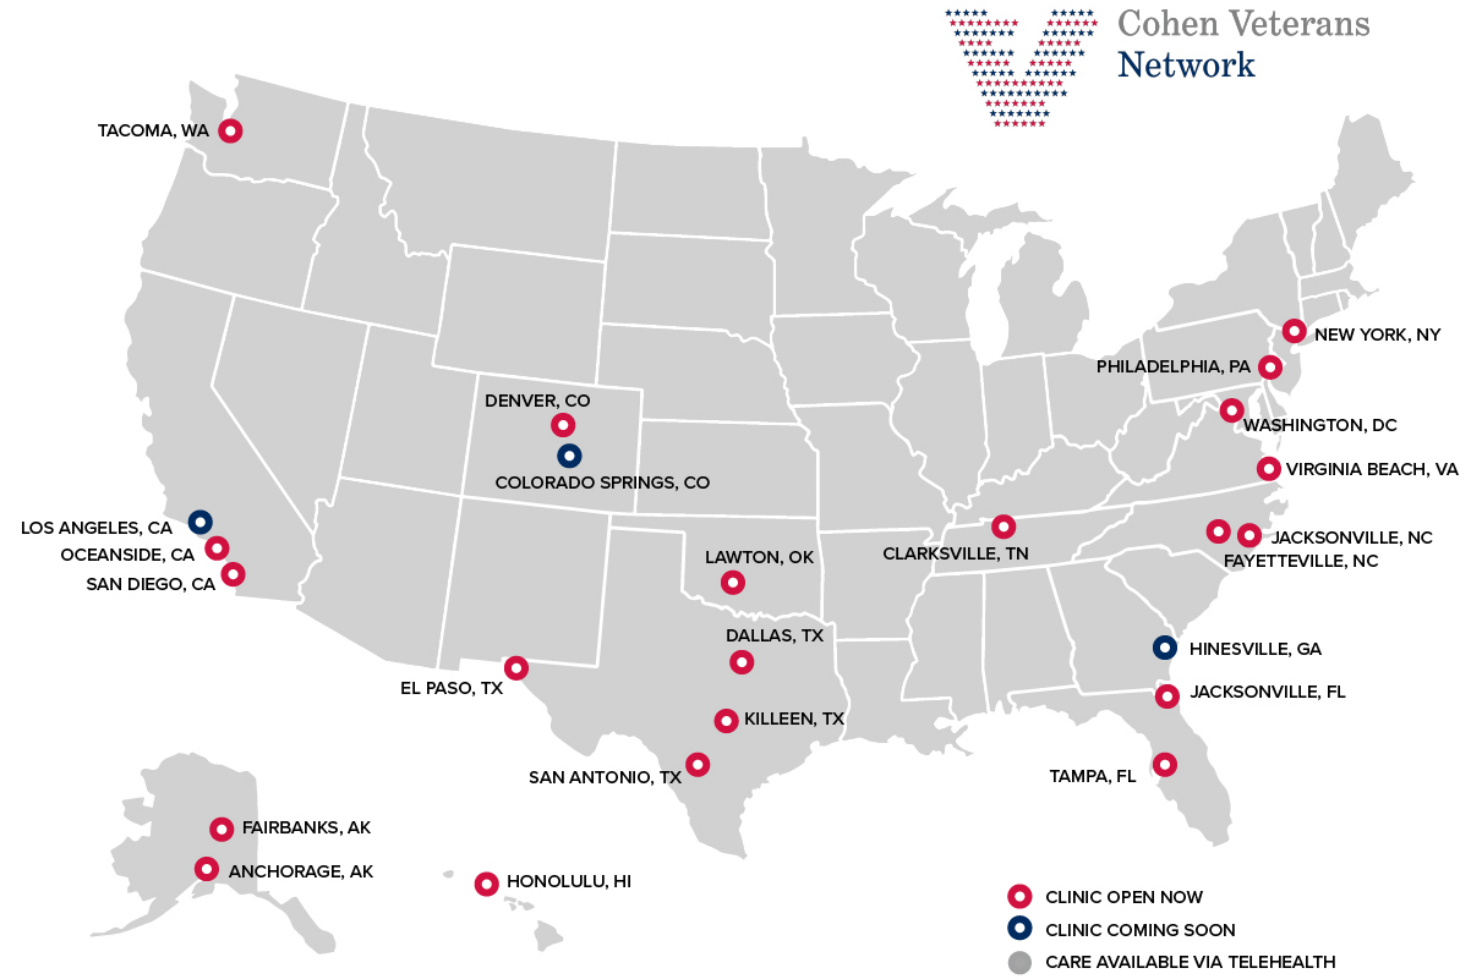 Cohen Veterans
Network
TACOMA, WA
NEW YORK, NY
PHILADELPHIA, PA
DENVER, CO
WASHINGTON, DC
VIRGINIA BEACH, VA
COLORADO SPRINGS, CO
LOS ANGELES, CA
OCEANSIDE, CA
SAN DIEGO, CA
CLARKSVILLE, TN
JACKSONVILLE, NC
FAYETTEVILLE, NC
LAWTON, OK
DALLAS, TX
HINESVILLE, GA
EL PASO, TX
JACKSONVILLE, FL
KILLEEN, TX
SAN ANTONIO, TX
TAMPA, FL
FAIRBANKS, AK
ANCHORAGE, AK
HONOLULU, HI
CLINIC OPEN NOW
CLINIC COMING SOON
CARE AVAILABLE VIA TELEHEALTH